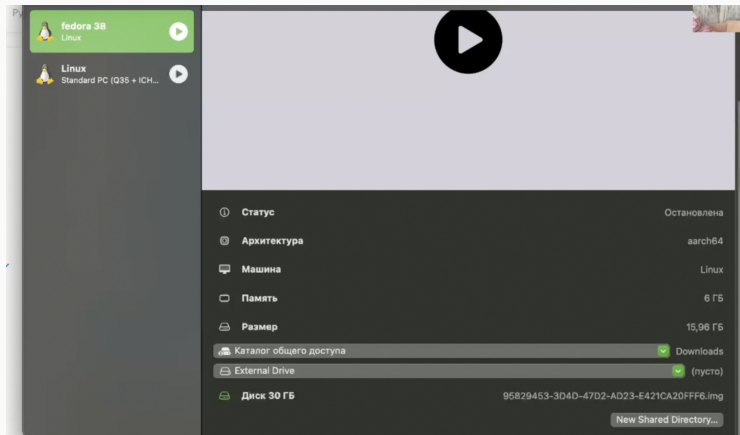 fedora 38
Linux
Linux
Standard PC (Q35 + ICH...
Статус Остановлена
Архитектура aarch64
Машина Linux
Память 6 ГБ
Размер 15,96 ГБ
Каталог общего доступа Downloads
External Drive (пусто)
Диск 30 ГБ 95829453-3D4D-47D2-AD23-E421CA20FFF6.img
New Shared Directory...